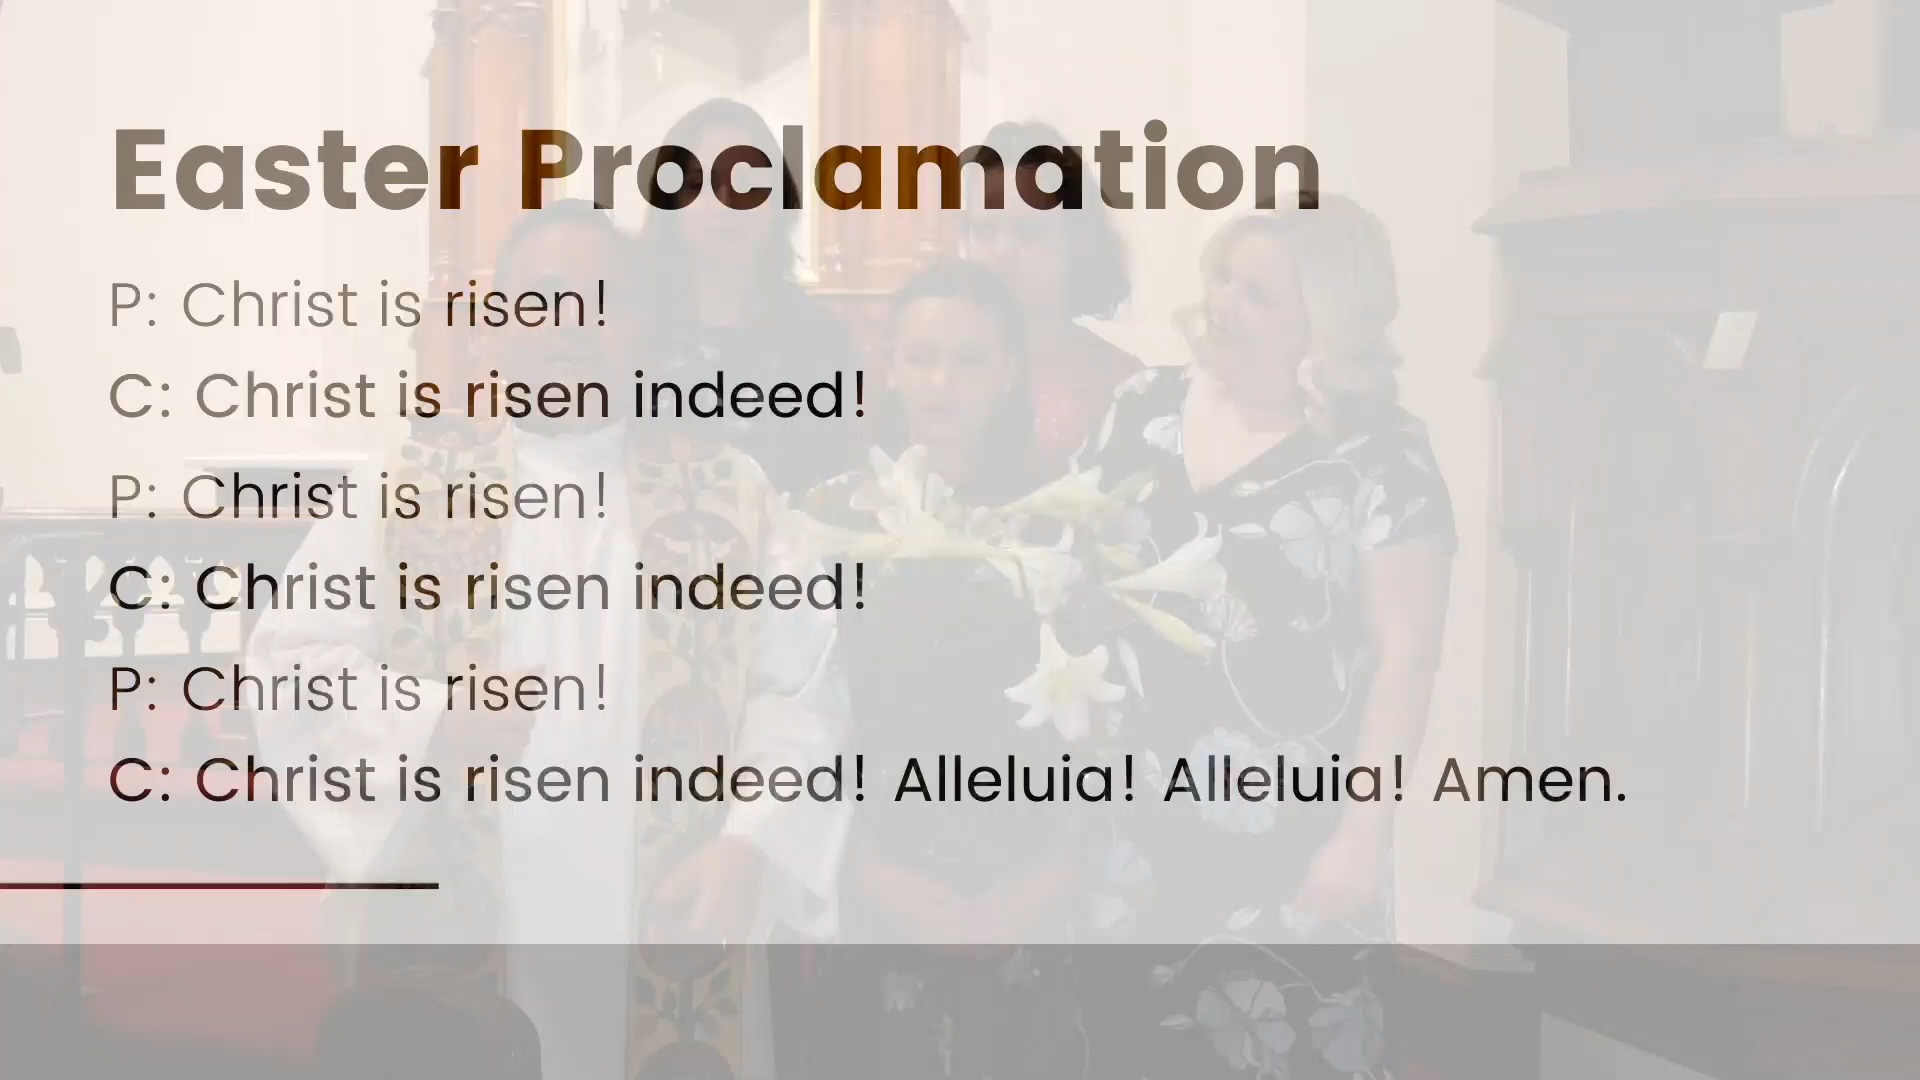 Easter Proclamation
P: Christ is risen!
C: Christ is risen indeed!
P: Christ is risen!
C: Christ is risen indeed!
P: Christ is risen!
C: Christ is risen indeed! Alleluia! Alleluia! Amen.